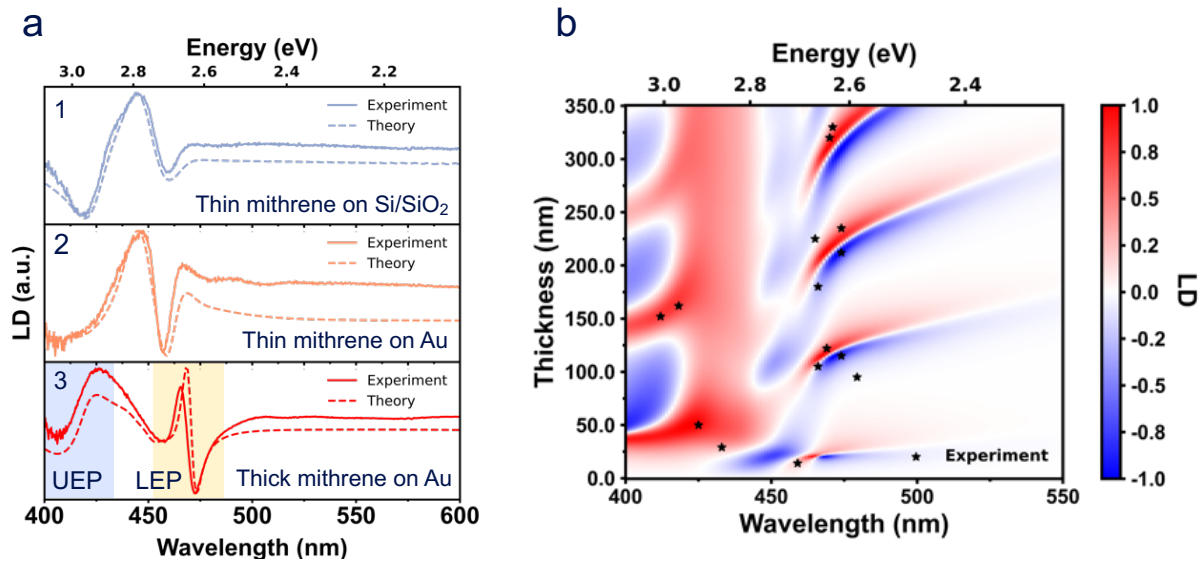 a
Energy (eV)
3.0 2.8 2.6 2.4 2.2
1
Experiment
Theory
Thin mithrene on Si/SiO₂
2
Experiment
Theory
Thin mithrene on Au
3
Experiment
Theory
UEP LEP Thick mithrene on Au
LD (a.u.)
400 450 500 550 600
Wavelength (nm)
b
Energy (eV)
3.0 2.8 2.6 2.4
350.0
300.0
250.0
200.0
150.0
100.0
50.0
0.0
Thickness (nm)
Experiment
400 450 500 550
Wavelength (nm)
1.0
0.8
0.5
0.2
0.0
-0.2
-0.5
-0.8
-1.0
LD